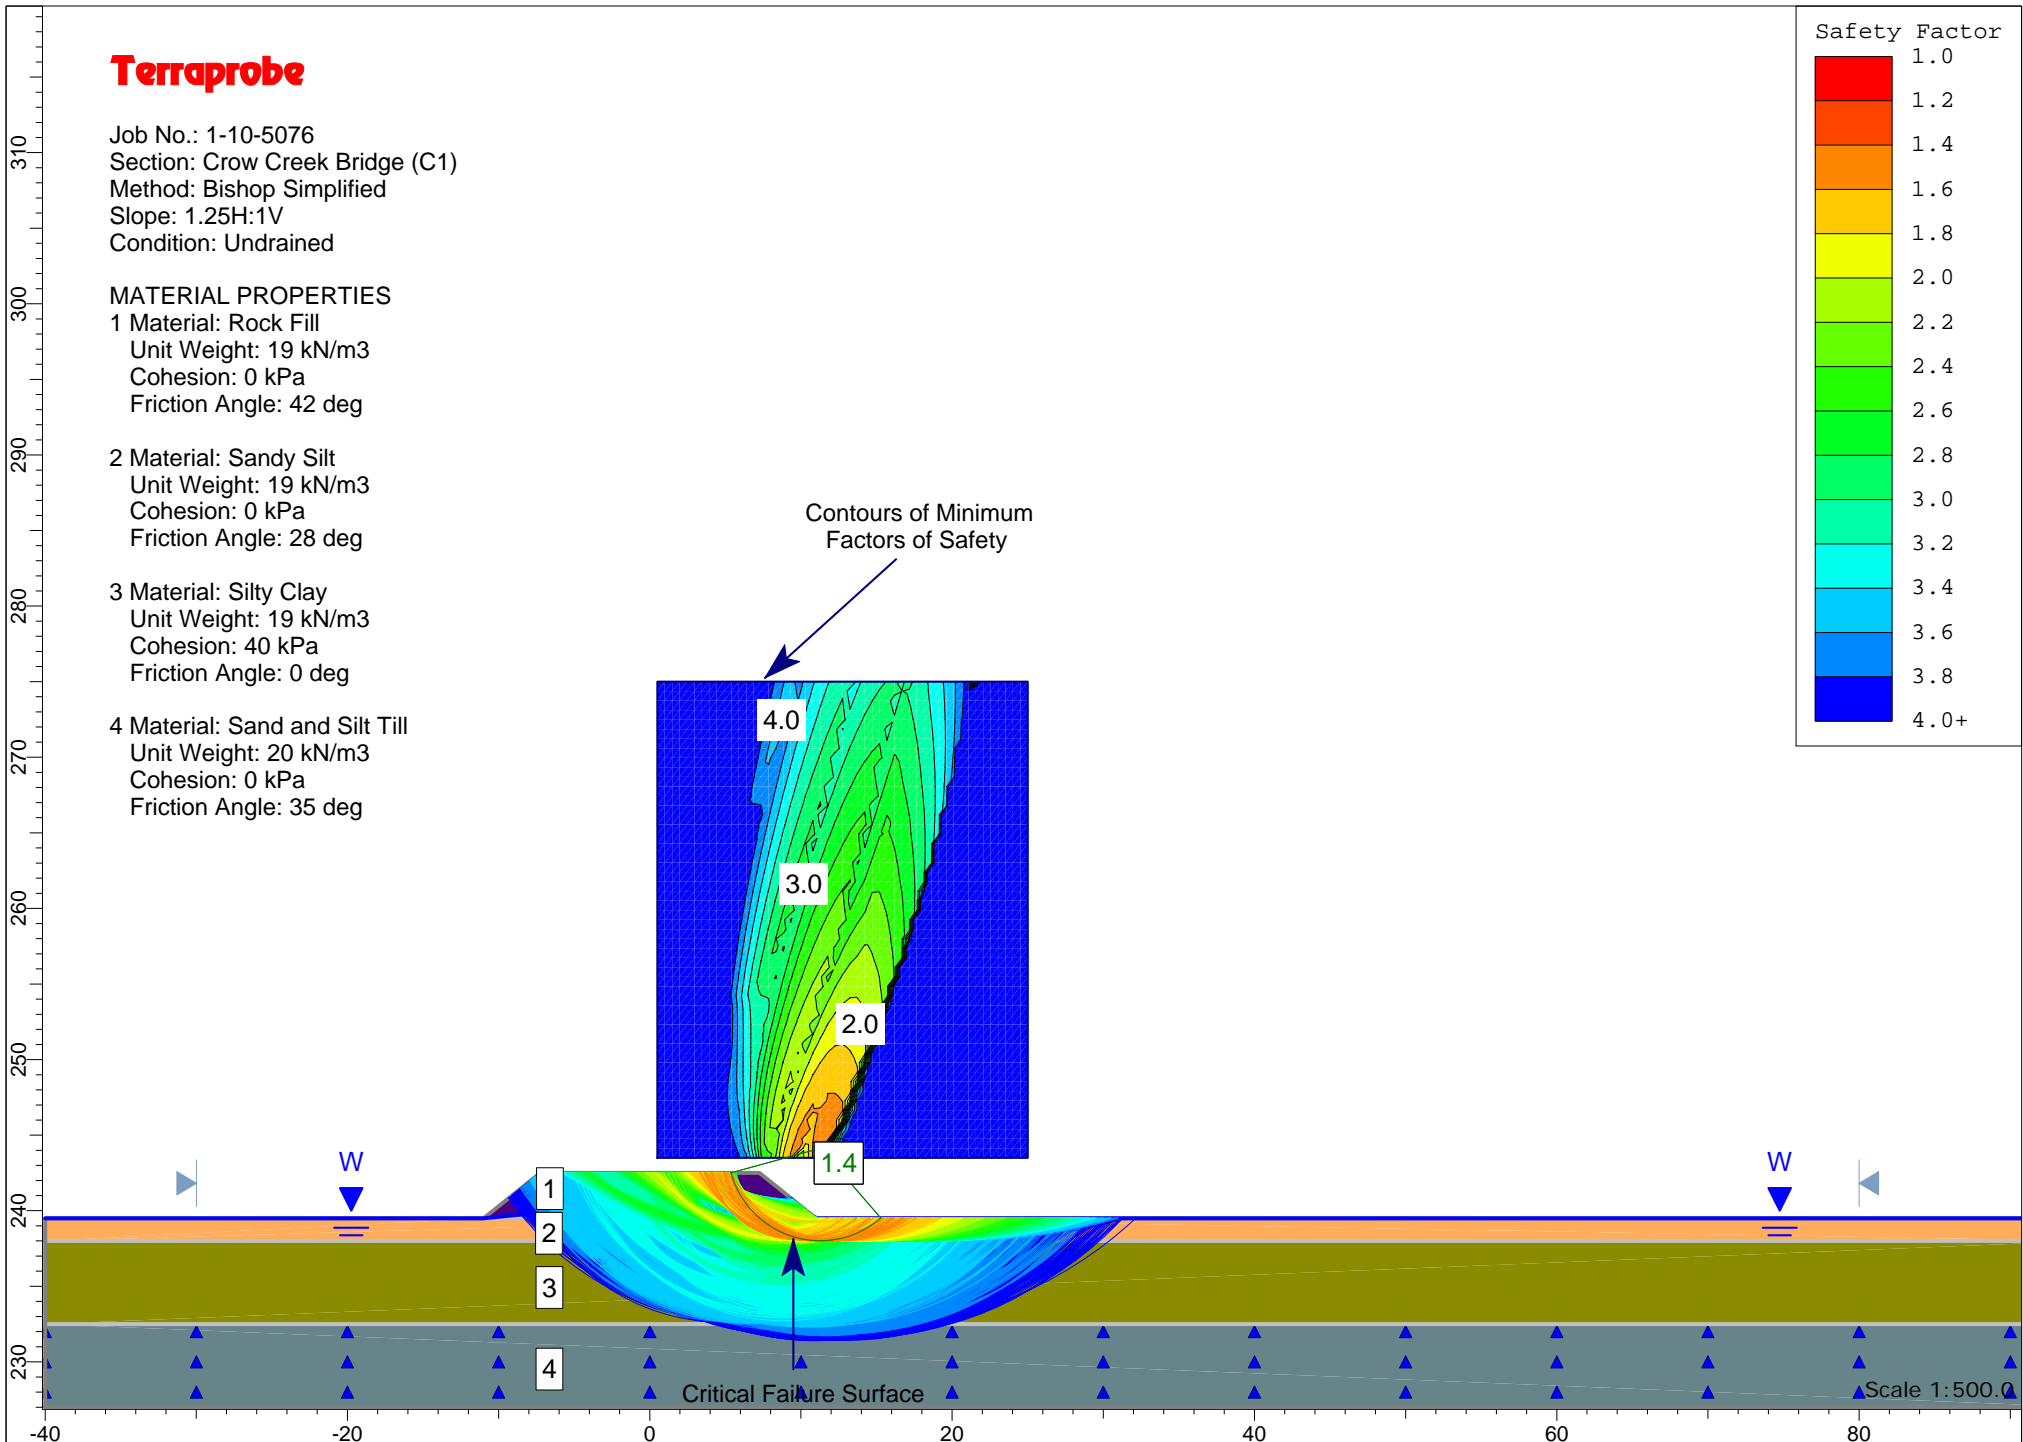 Terraprobe
Job No.: 1-10-5076
Section: Crow Creek Bridge (C1)
Method: Bishop Simplified
Slope: 1.25H:1V
Condition: Undrained
MATERIAL PROPERTIES
1 Material: Rock Fill
Unit Weight: 19 kN/m3
Cohesion: 0 kPa
Friction Angle: 42 deg
2 Material: Sandy Silt
Unit Weight: 19 kN/m3
Cohesion: 0 kPa
Friction Angle: 28 deg
3 Material: Silty Clay
Unit Weight: 19 kN/m3
Cohesion: 40 kPa
Friction Angle: 0 deg
4 Material: Sand and Silt Till
Unit Weight: 20 kN/m3
Cohesion: 0 kPa
Friction Angle: 35 deg
Safety Factor
1.0
1.2
1.4
1.6
1.8
2.0
2.2
2.4
2.6
2.8
3.0
3.2
3.4
3.6
3.8
4.0+
Contours of Minimum
Factors of Safety
4.0
3.0
2.0
1.4
W
W
1
2
3
4
Critical Failure Surface
Scale 1:500.0
310
300
290
280
270
260
250
240
230
-40
-20
0
20
40
60
80